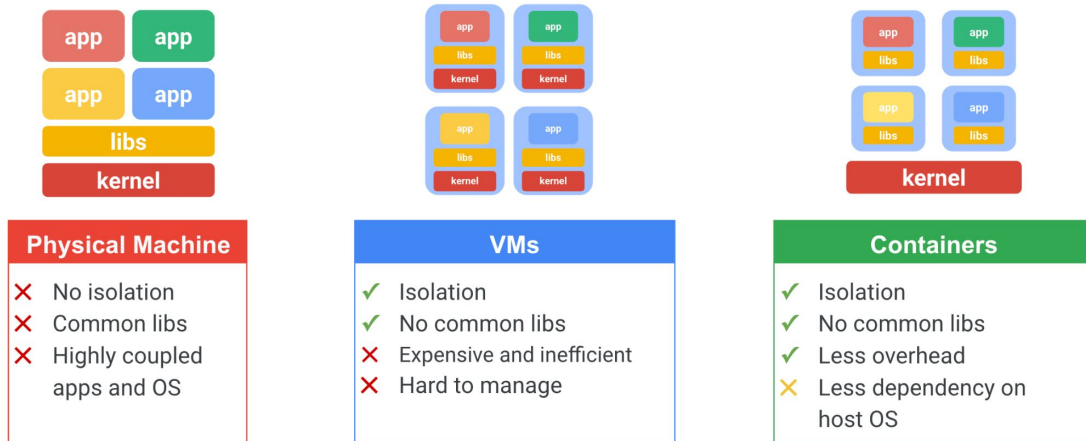 app app
app app
libs
kernel
app app
libs libs
kernel kernel
app app
libs libs
kernel kernel
app app
libs libs
app app
libs libs
kernel
Physical Machine
✕ No isolation
✕ Common libs
✕ Highly coupled
apps and OS
VMs
✓ Isolation
✓ No common libs
✕ Expensive and inefficient
✕ Hard to manage
Containers
✓ Isolation
✓ No common libs
✓ Less overhead
✕ Less dependency on
host OS